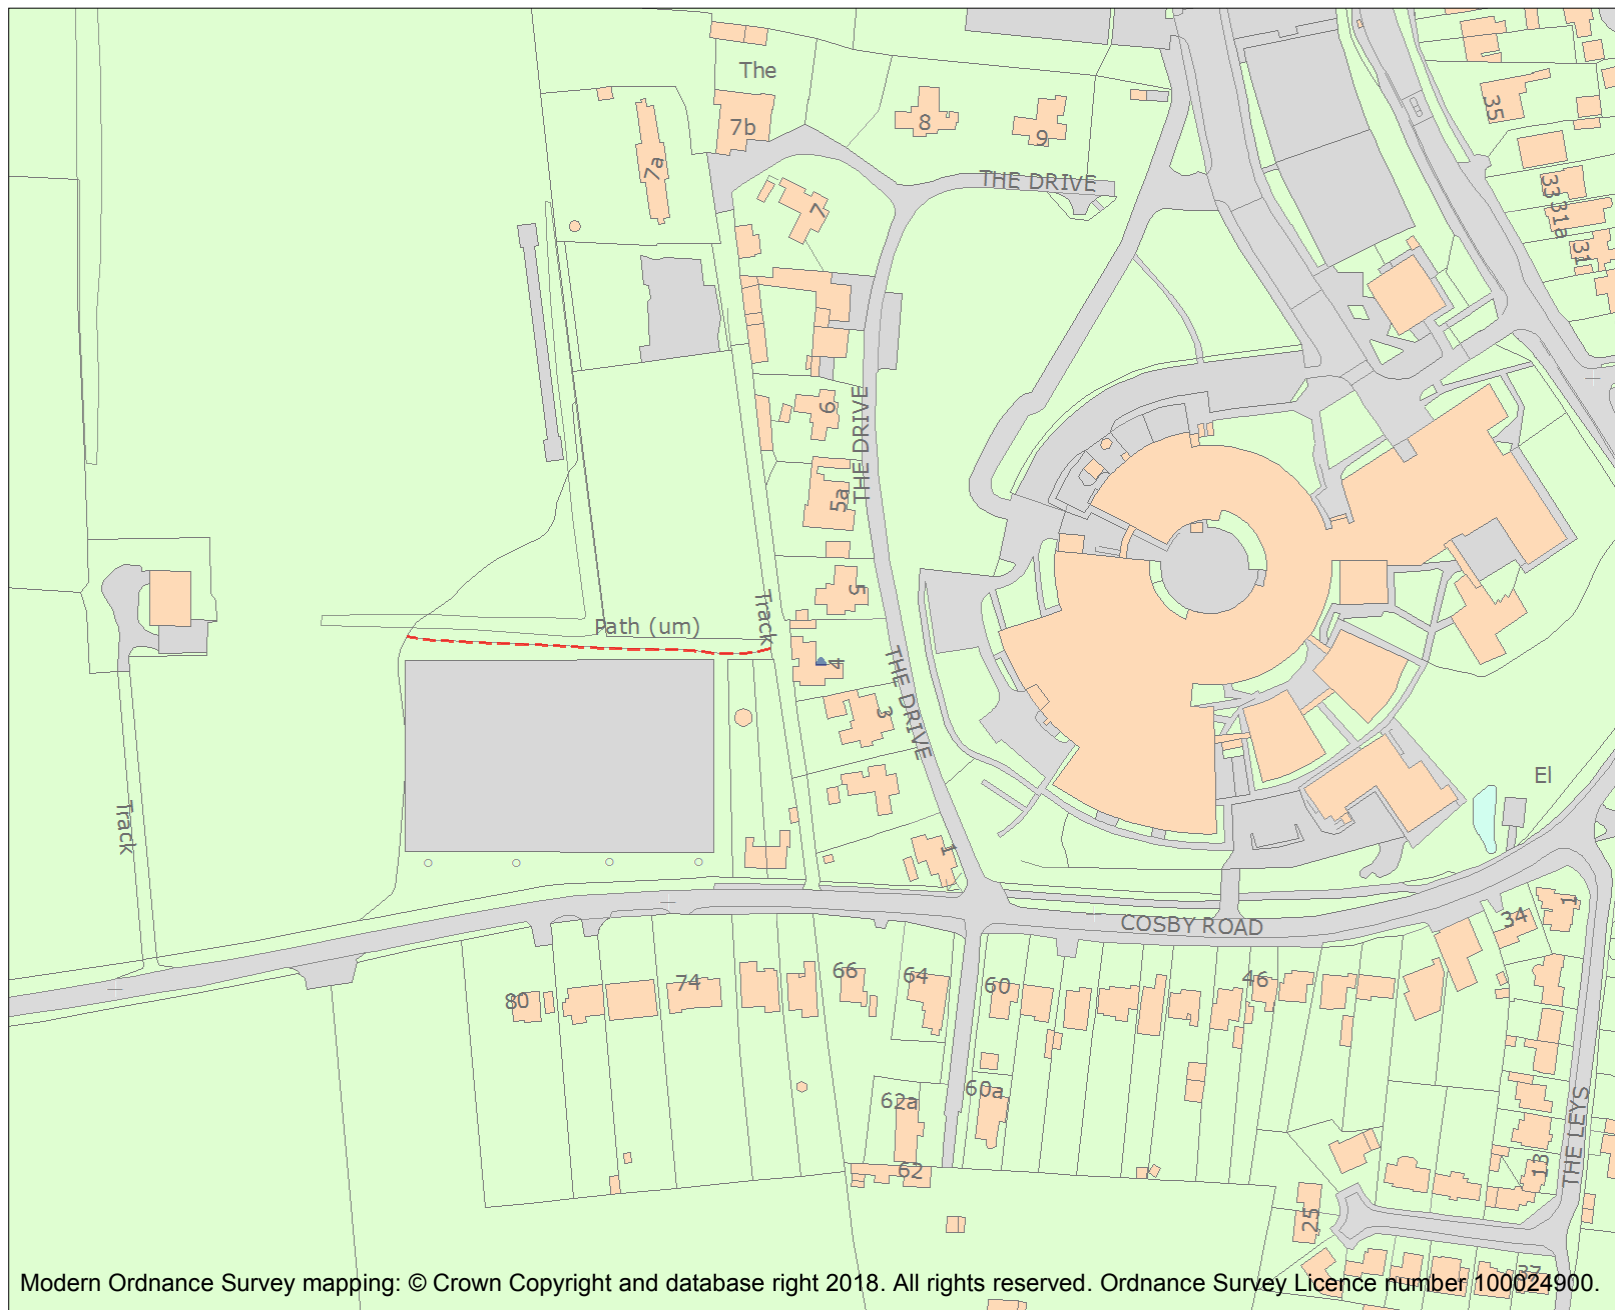 The
7b
7a
8
9
35
THE DRIVE
33
31a
31
7
6
THE DRIVE
5a
5
Track
Path (um)
4
THE DRIVE
3
El
Track
1
COSBY ROAD
34
1
80
74
66
64
60
46
62a
60a
62
THE LEYS
13
25
37
Modern Ordnance Survey mapping: © Crown Copyright and database right 2018. All rights reserved. Ordnance Survey Licence number 100024900.